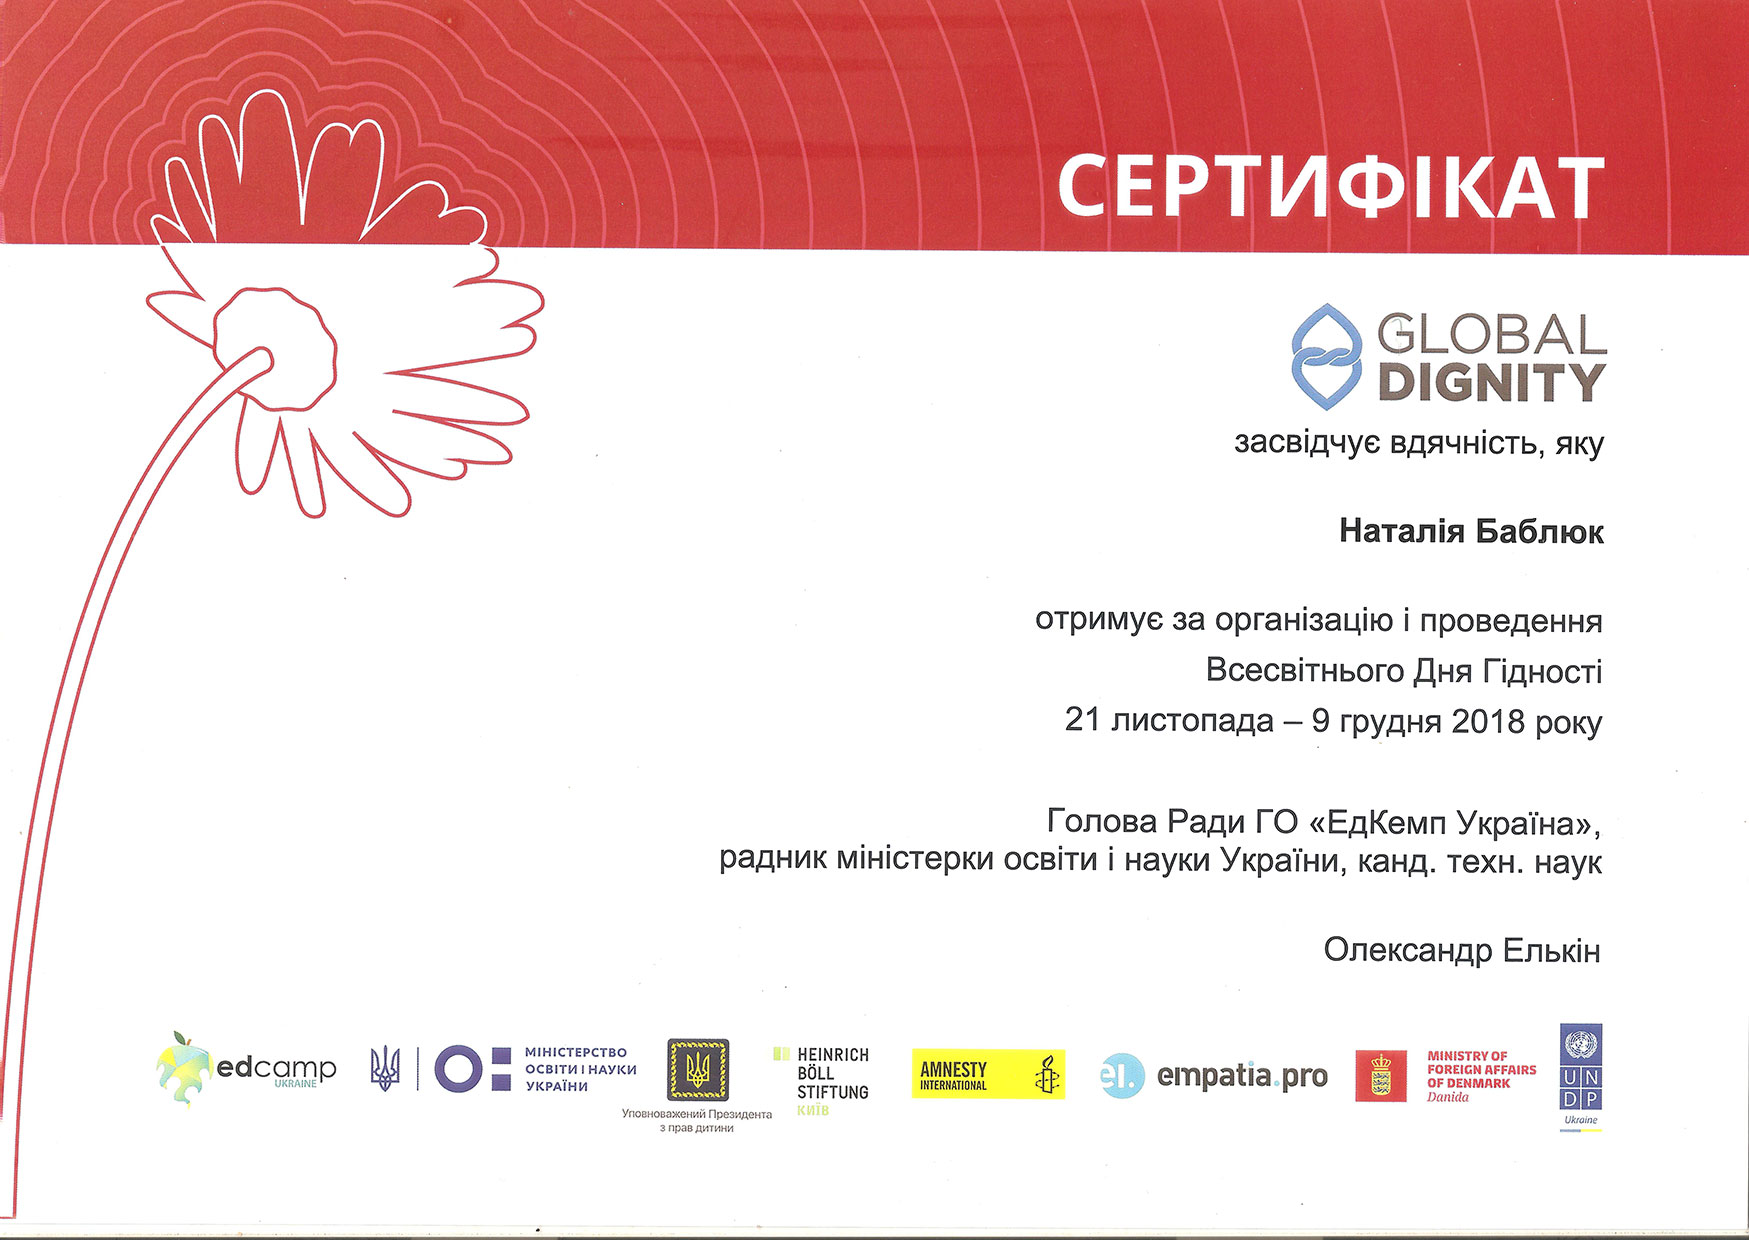 СЕРТИФІКАТ
GLOBAL
DIGNITY
засвідчує вдячність, яку
Наталія Баблюк
отримує за організацію і проведення
Всесвітнього Дня Гідності
21 листопада – 9 грудня 2018 року
Голова Ради ГО «ЕдКемп Україна»,
радник міністерки освіти і науки України, канд. техн. наук
Олександр Елькін
edcamp
UKRAINE
МІНІСТЕРСТВО
ОСВІТИ І НАУКИ
УКРАЇНИ
Уповноважений Президента
з прав дитини
HEINRICH
BÖLL
STIFTUNG
КИЇВ
AMNESTY
INTERNATIONAL
eı.
empatia.pro
MINISTRY OF
FOREIGN AFFAIRS
OF DENMARK
Danida
UN
DP
Ukraine